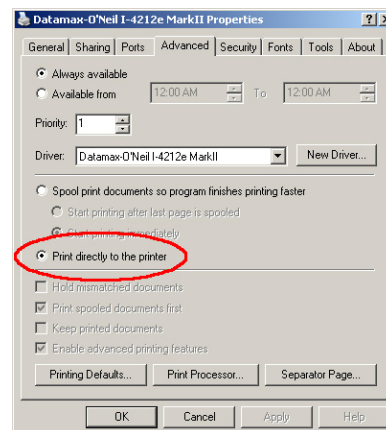 Datamax-O'Neil I-4212e MarkII Properties
General Sharing Ports Advanced Security Fonts Tools About
Always available
Available from 12:00 AM To 12:00 AM
Priority: 1
Driver: Datamax-O'Neil I-4212e MarkII New Driver...
Spool print documents so program finishes printing faster
Start printing after last page is spooled
Start printing immediately
Print directly to the printer
Hold mismatched documents
Print spooled documents first
Keep printed documents
Enable advanced printing features
Printing Defaults... Print Processor... Separator Page...
OK Cancel Apply Help